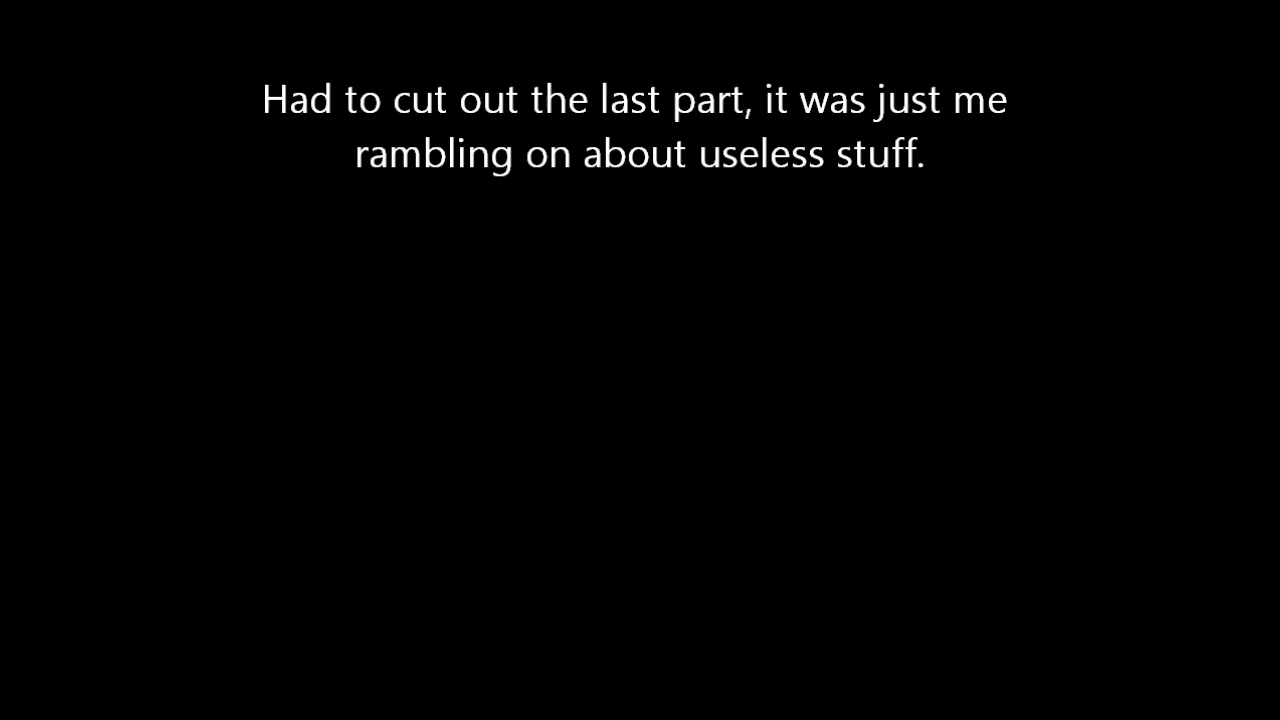 Had to cut out the last part, it was just me
rambling on about useless stuff.